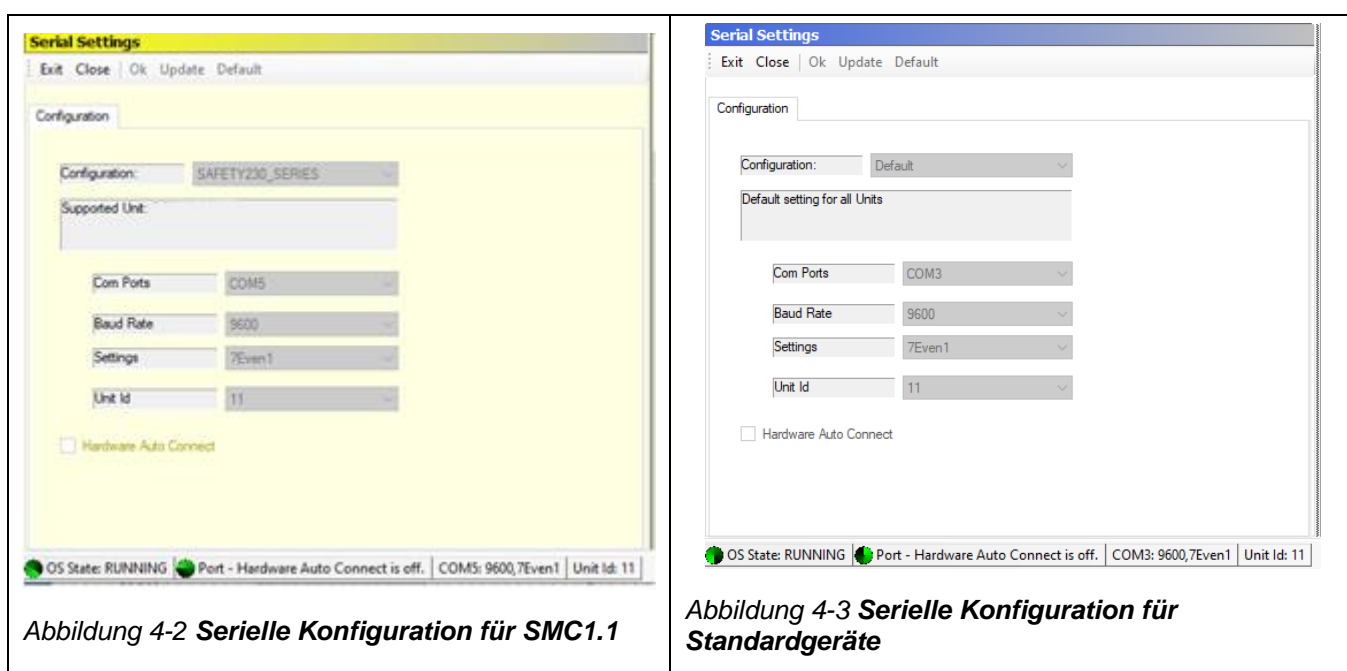 Serial Settings
Exit Close Ok Update Default
Configuration
Configuration: SAFETY230_SERIES
Supported Unit:
Com Ports COM5
Baud Rate 9600
Settings 7Even1
Unit Id 11
Hardware Auto Connect
OS State: RUNNING Port - Hardware Auto Connect is off. COM5: 9600,7Even1 Unit Id: 11
Abbildung 4-2 Serielle Konfiguration für SMC1.1
Serial Settings
Exit Close Ok Update Default
Configuration
Configuration: Default
Default setting for all Units
Com Ports COM3
Baud Rate 9600
Settings 7Even1
Unit Id 11
Hardware Auto Connect
OS State: RUNNING Port - Hardware Auto Connect is off. COM3: 9600,7Even1 Unit Id: 11
Abbildung 4-3 Serielle Konfiguration für
Standardgeräte